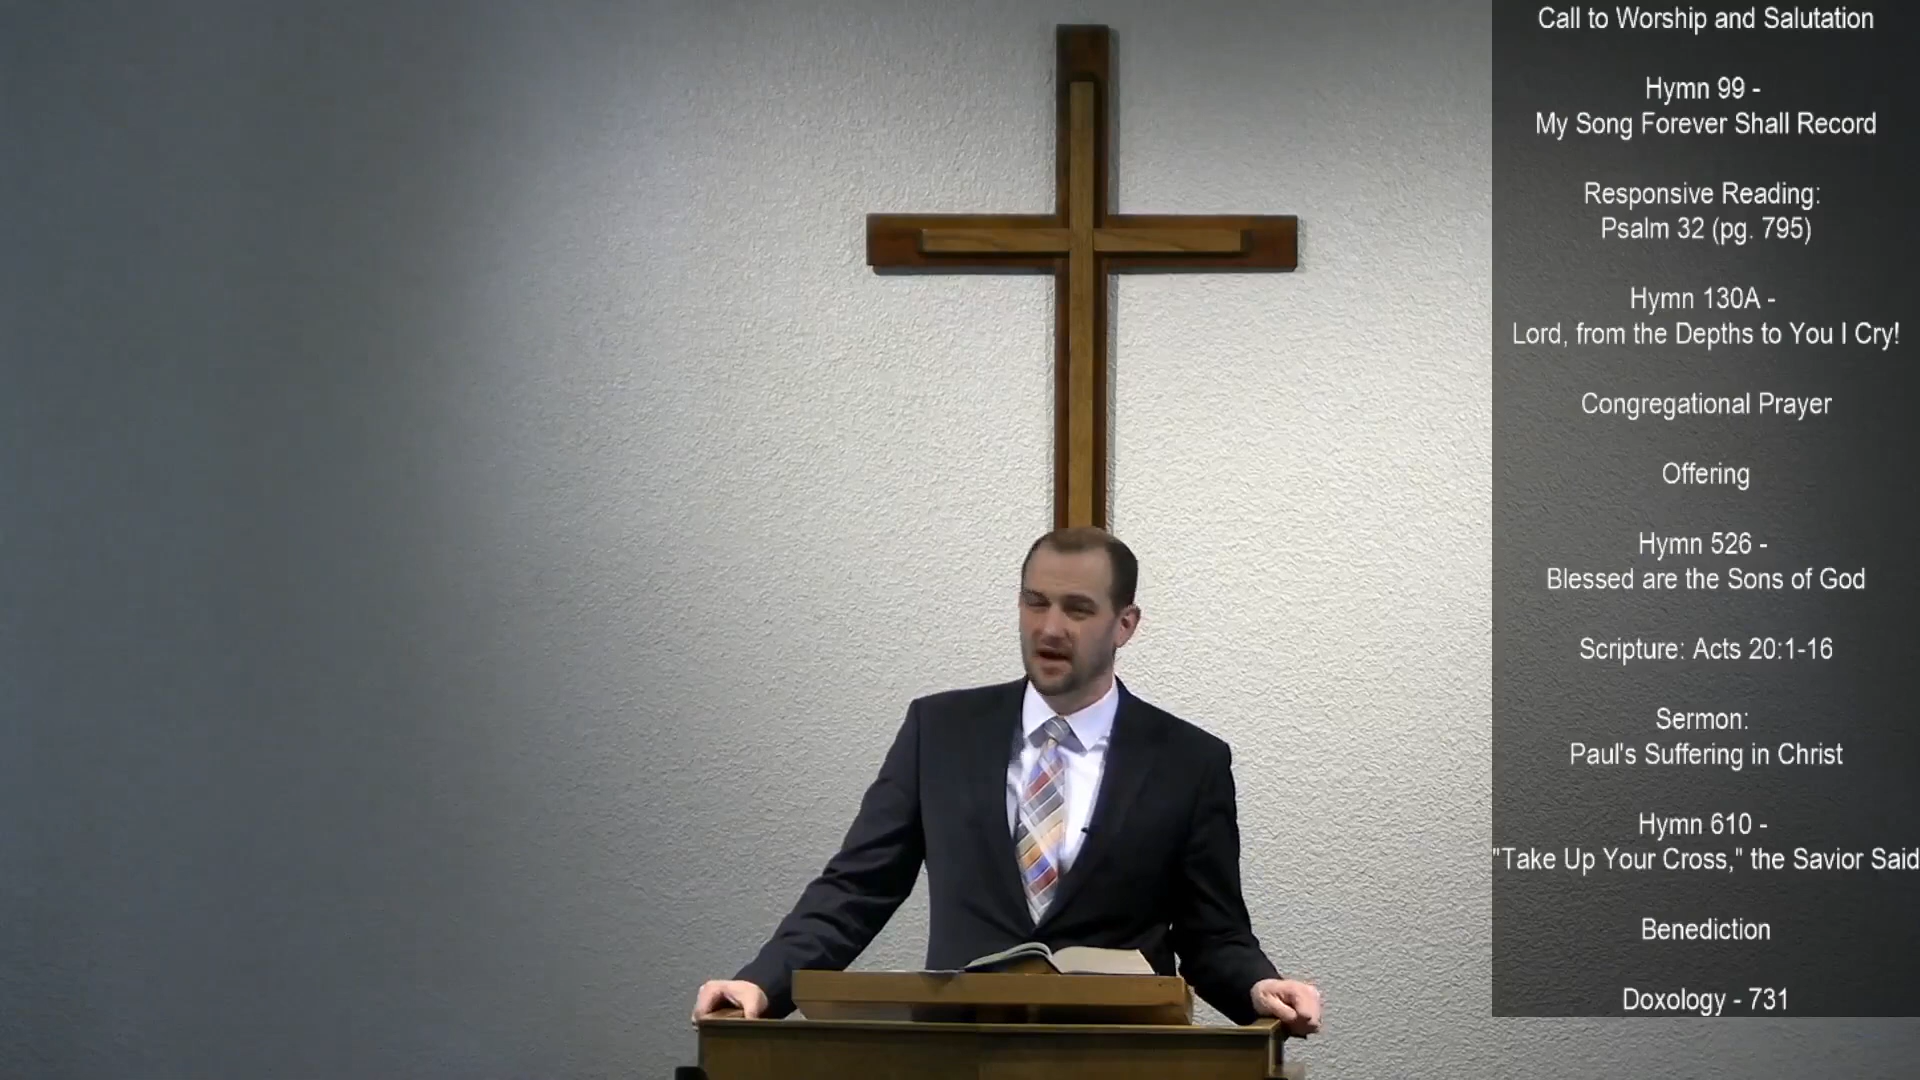 Call to Worship and Salutation
Hymn 99 -
My Song Forever Shall Record
Responsive Reading:
Psalm 32 (pg. 795)
Hymn 130A -
Lord, from the Depths to You I Cry!
Congregational Prayer
Offering
Hymn 526 -
Blessed are the Sons of God
Scripture: Acts 20:1-16
Sermon:
Paul's Suffering in Christ
Hymn 610 -
"Take Up Your Cross," the Savior Said
Benediction
Doxology - 731